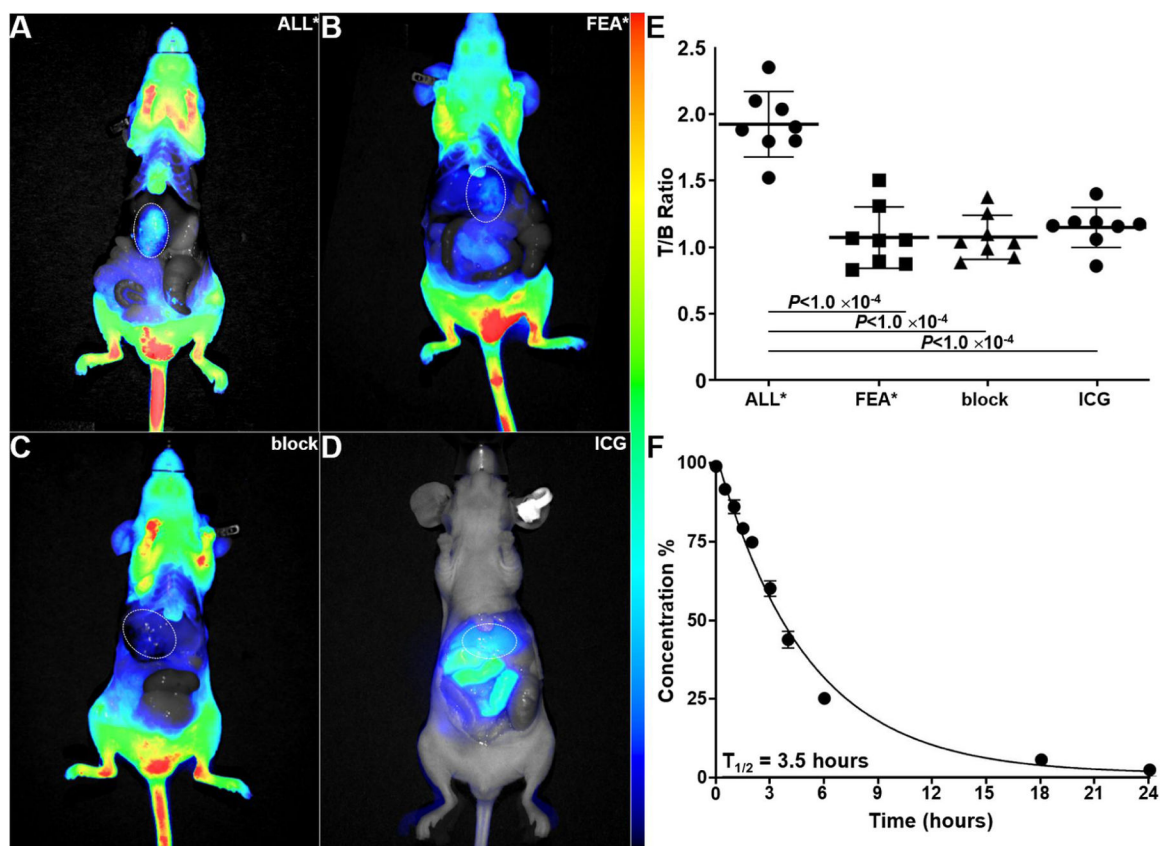 A
ALL*
B
FEA*
C
block
D
ICG
E
T/B Ratio
2.5
2.0
1.5
1.0
0.5
0
P<1.0 ×10-4
P<1.0 ×10-4
P<1.0 ×10-4
ALL*
FEA*
block
ICG
F
Concentration %
100
75
50
25
0
T1/2 = 3.5 hours
0
3
6
9
12
15
18
21
24
Time (hours)